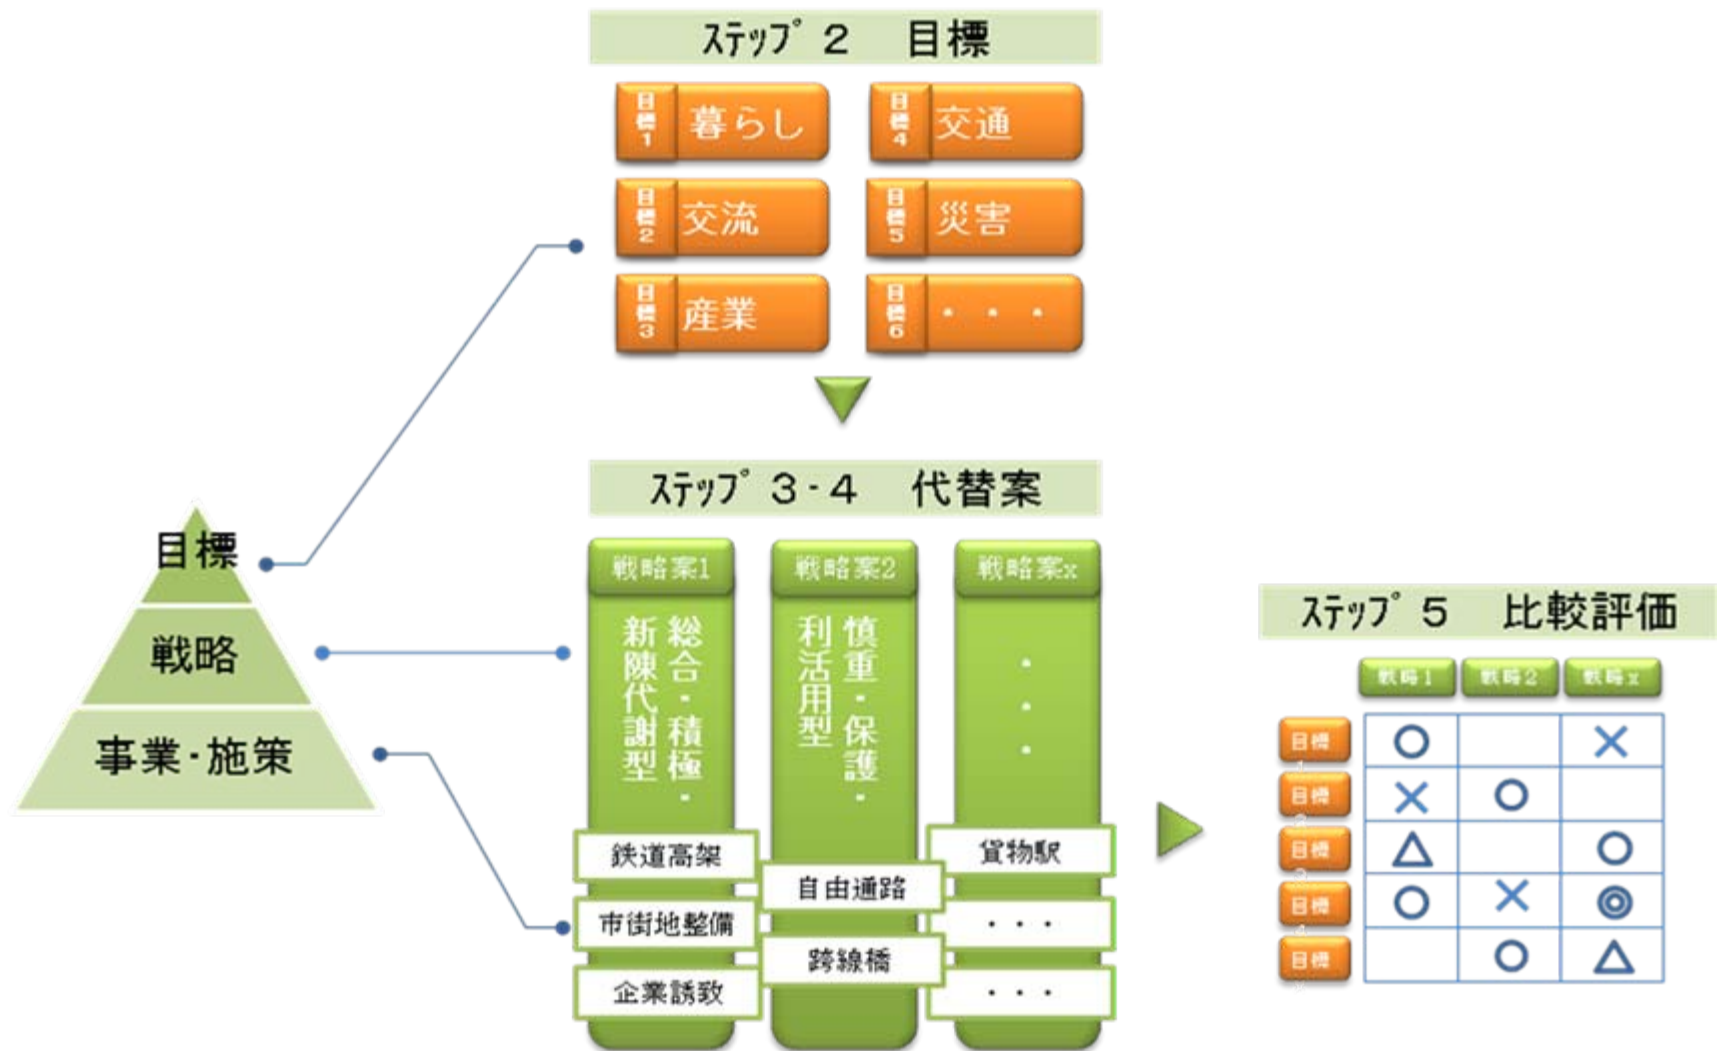 ステップ 2　目標
目標1 暮らし
目標4 交通
目標2 交流
目標5 災害
目標3 産業
目標6 ・・・
ステップ 3-4　代替案
目標
戦略
事業・施策
戦略案1
総合・積極・
新陳代謝型
鉄道高架
市街地整備
企業誘致
戦略案2
慎重・保護・
利活用型
自由通路
跨線橋
戦略案x
・・・
貨物駅
・・・
・・・
ステップ 5　比較評価
戦略1 戦略2 戦略x
目標 ○ ×
目標 × ○
目標 △ ○
目標 ○ × ◎
目標 ○ △